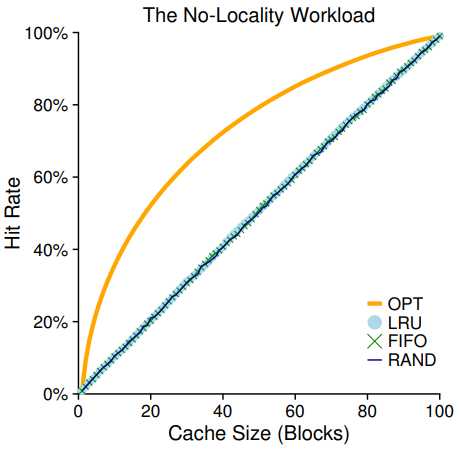 The No-Locality Workload
100%
80%
60%
40%
20%
0%
Hit Rate
0 20 40 60 80 100
Cache Size (Blocks)
OPT
LRU
FIFO
RAND